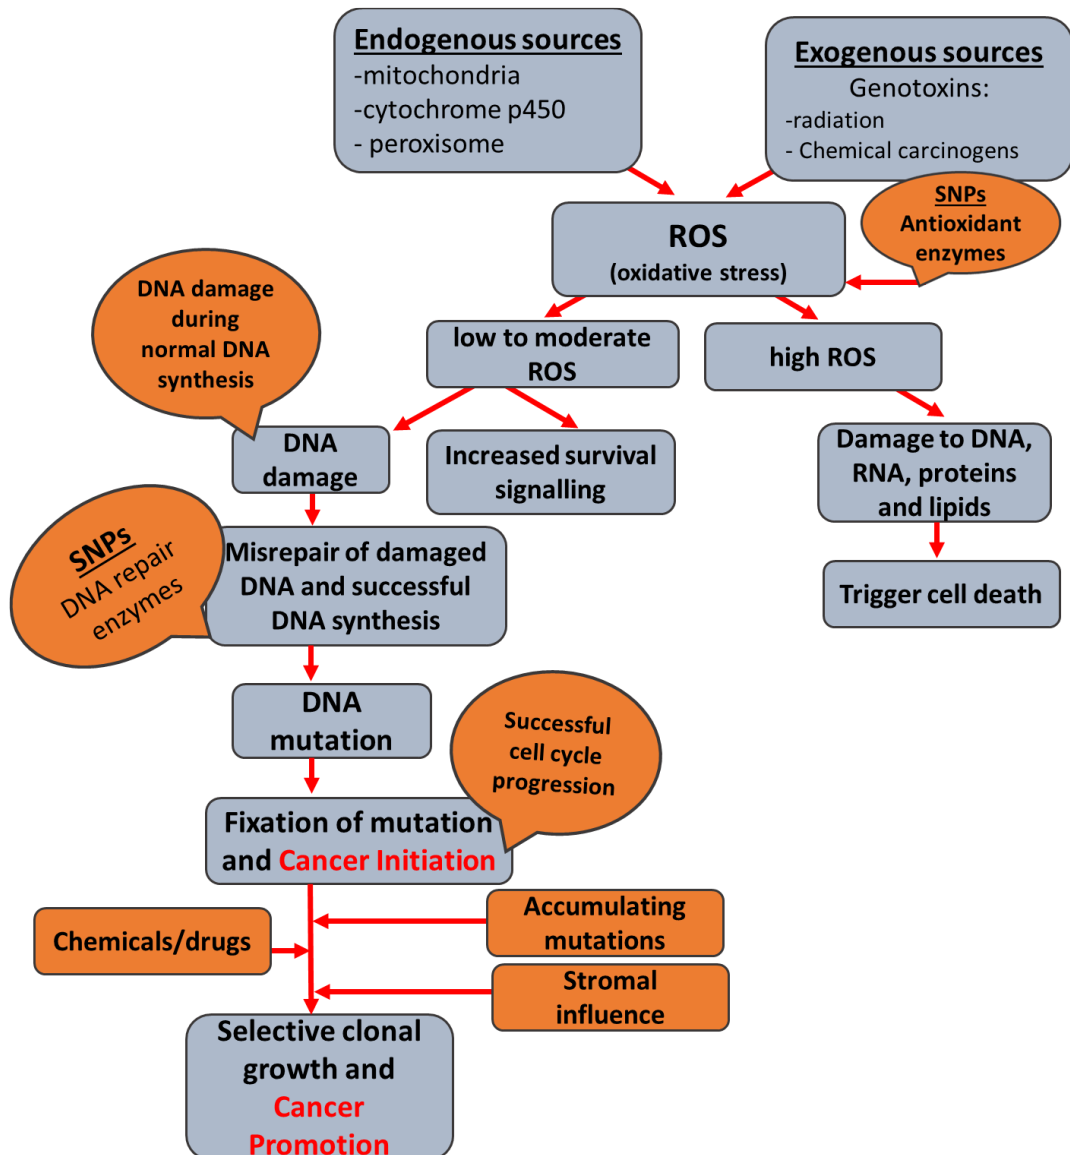 Endogenous sources
-mitochondria
-cytochrome p450
- peroxisome
Exogenous sources
Genotoxins:
-radiation
- Chemical carcinogens
SNPs
Antioxidant
enzymes
ROS
(oxidative stress)
DNA damage
during
normal DNA
synthesis
low to moderate
ROS
high ROS
DNA
damage
Increased survival
signalling
Damage to DNA,
RNA, proteins
and lipids
SNPs
DNA repair
enzymes
Misrepair of damaged
DNA and successful
DNA synthesis
Trigger cell death
DNA
mutation
Successful
cell cycle
progression
Fixation of mutation
and Cancer Initiation
Accumulating
mutations
Chemicals/drugs
Stromal
influence
Selective clonal
growth and
Cancer
Promotion